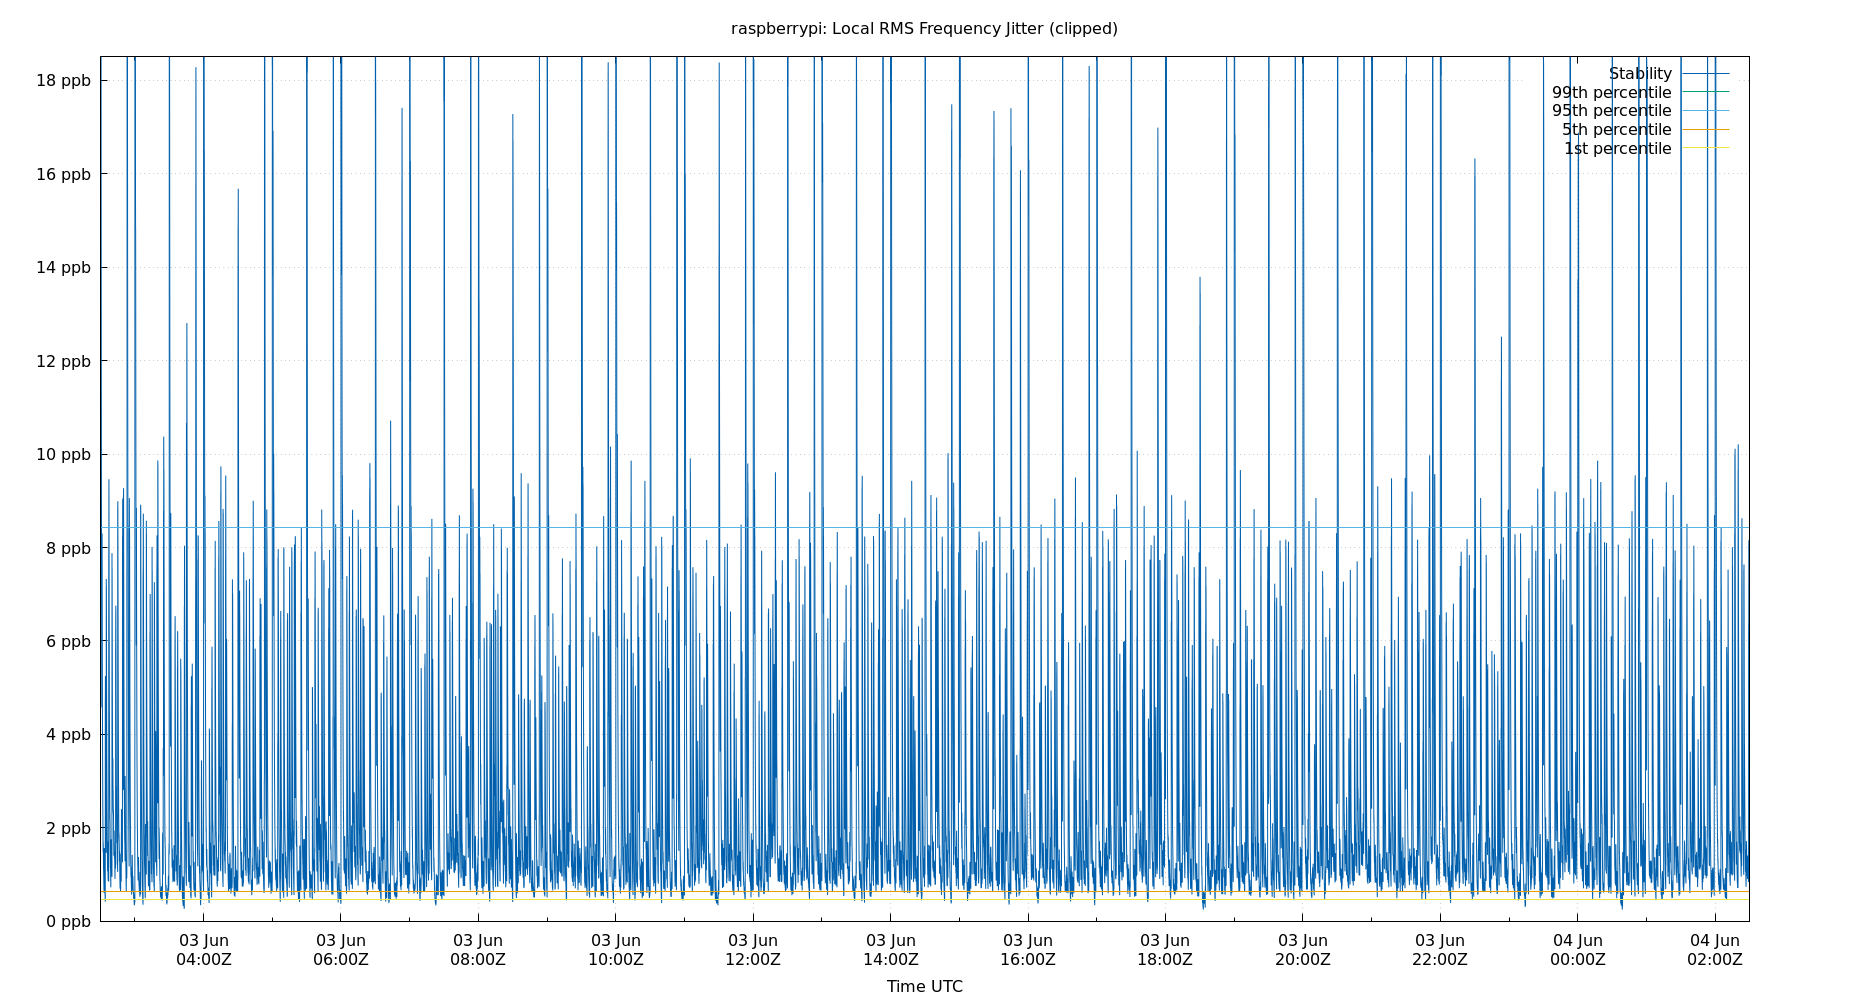 raspberrypi: Local RMS Frequency Jitter (clipped)
18 ppb
16 ppb
14 ppb
12 ppb
10 ppb
8 ppb
6 ppb
4 ppb
2 ppb
0 ppb
Stability
99th percentile
95th percentile
5th percentile
1st percentile
03 Jun 03 Jun 03 Jun 03 Jun 03 Jun 03 Jun 03 Jun 03 Jun 03 Jun 03 Jun 04 Jun 04 Jun
04:00Z 06:00Z 08:00Z 10:00Z 12:00Z 14:00Z 16:00Z 18:00Z 20:00Z 22:00Z 00:00Z 02:00Z
Time UTC